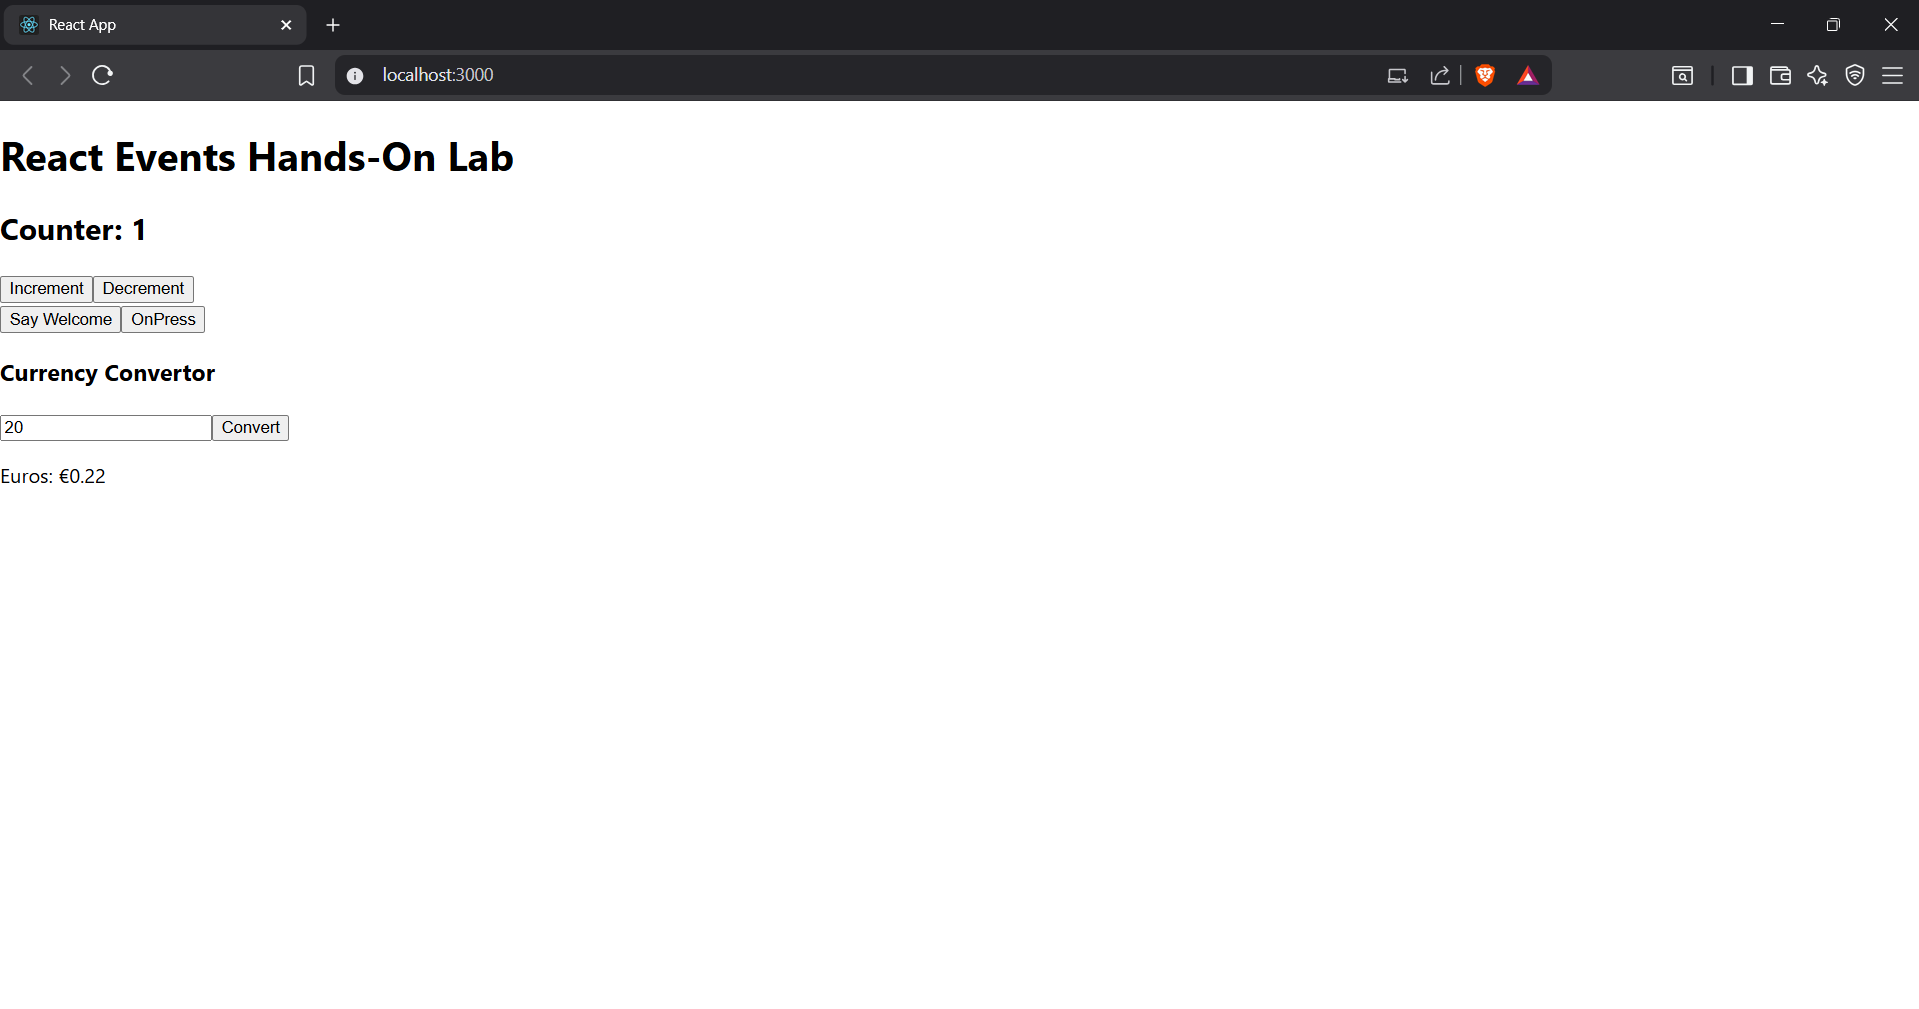 React App
localhost:3000
React Events Hands-On Lab
Counter: 1
Increment Decrement
Say Welcome OnPress
Currency Convertor
20 Convert
Euros: €0.22